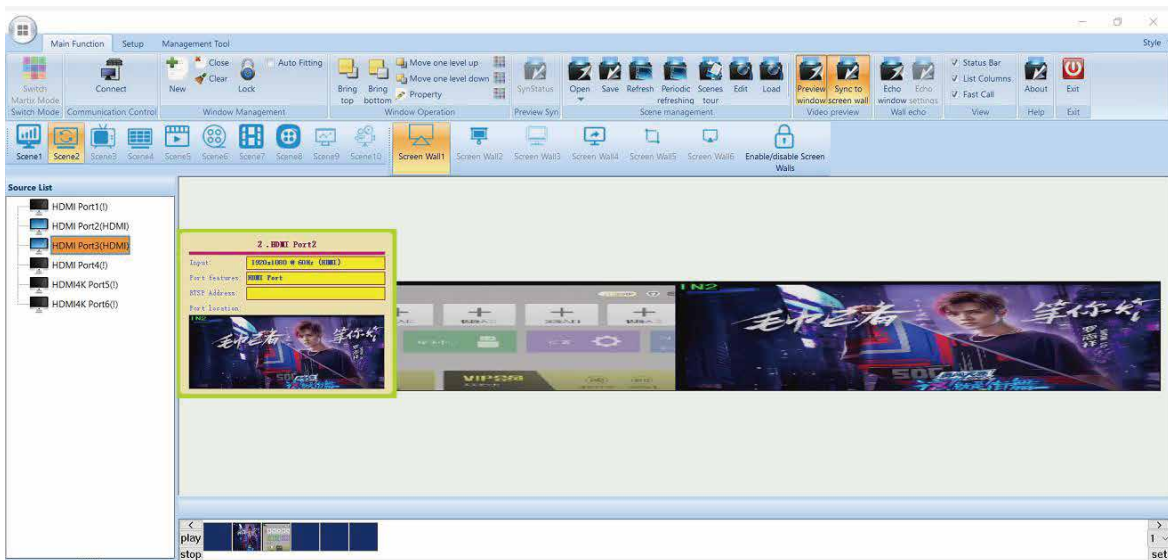 Main Function Setup Management Tool Style
Switch Martix Mode
Connect
New
Close
Clear
Lock
Auto Fitting
Bring top
Bring bottom
Move one level up
Move one level down
Property
SynStatus
Open
Save
Refresh
Periodic refreshing
Scenes tour
Edit
Load
Preview window
Sync to screen wall
Echo window
Echo settings
Status Bar
List Columns
Fast Call
About
Exit
Switch Mode Communication Control Window Management Window Operation Preview Syn Scene management Video preview Wall echo View Help Exit
Scene1 Scene2 Scene3 Scene4 Scene5 Scene6 Scene7 Scene8 Scene9 Scene10 Screen Wall1 Screen Wall2 Screen Wall3 Screen Wall4 Screen Wall5 Screen Wall6 Enable/disable Screen Walls
Source List
HDMI Port1(!)
HDMI Port2(HDMI)
HDMI Port3(HDMI)
HDMI Port4(!)
HDMI4K Port5(!)
HDMI4K Port6(!)
2 .HDMI Port2
Input: 1920x1080 @ 60Hz (HDMI)
Port features: HDMI Port
RTSP Address:
Port location:
IN2
等你
IN2
等你
play
stop
1
set